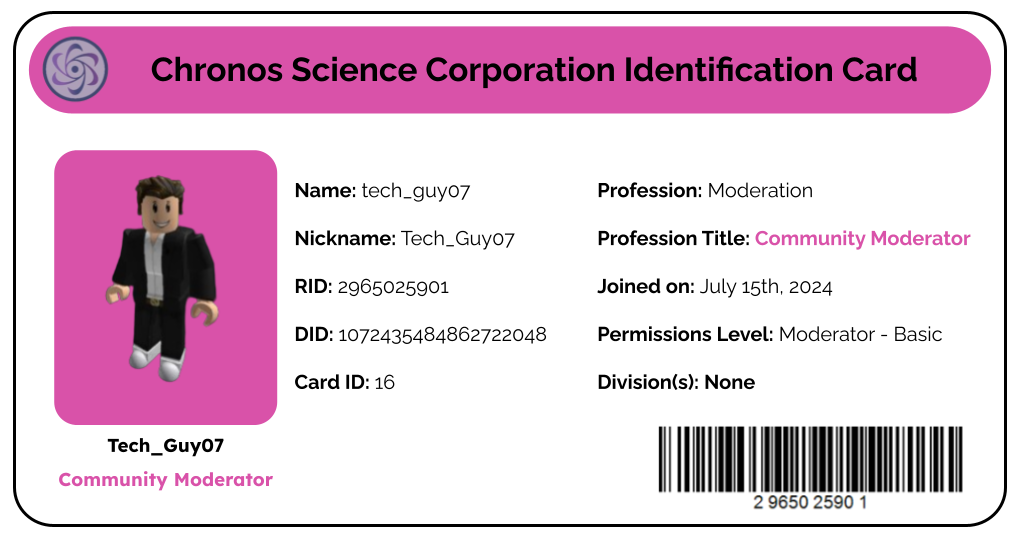 Chronos Science Corporation Identification Card
Name: tech_guy07
Nickname: Tech_Guy07
RID: 2965025901
DID: 1072435484862722048
Card ID: 16
Profession: Moderation
Profession Title: Community Moderator
Joined on: July 15th, 2024
Permissions Level: Moderator - Basic
Division(s): None
Tech_Guy07
Community Moderator
2 9650 2590 1